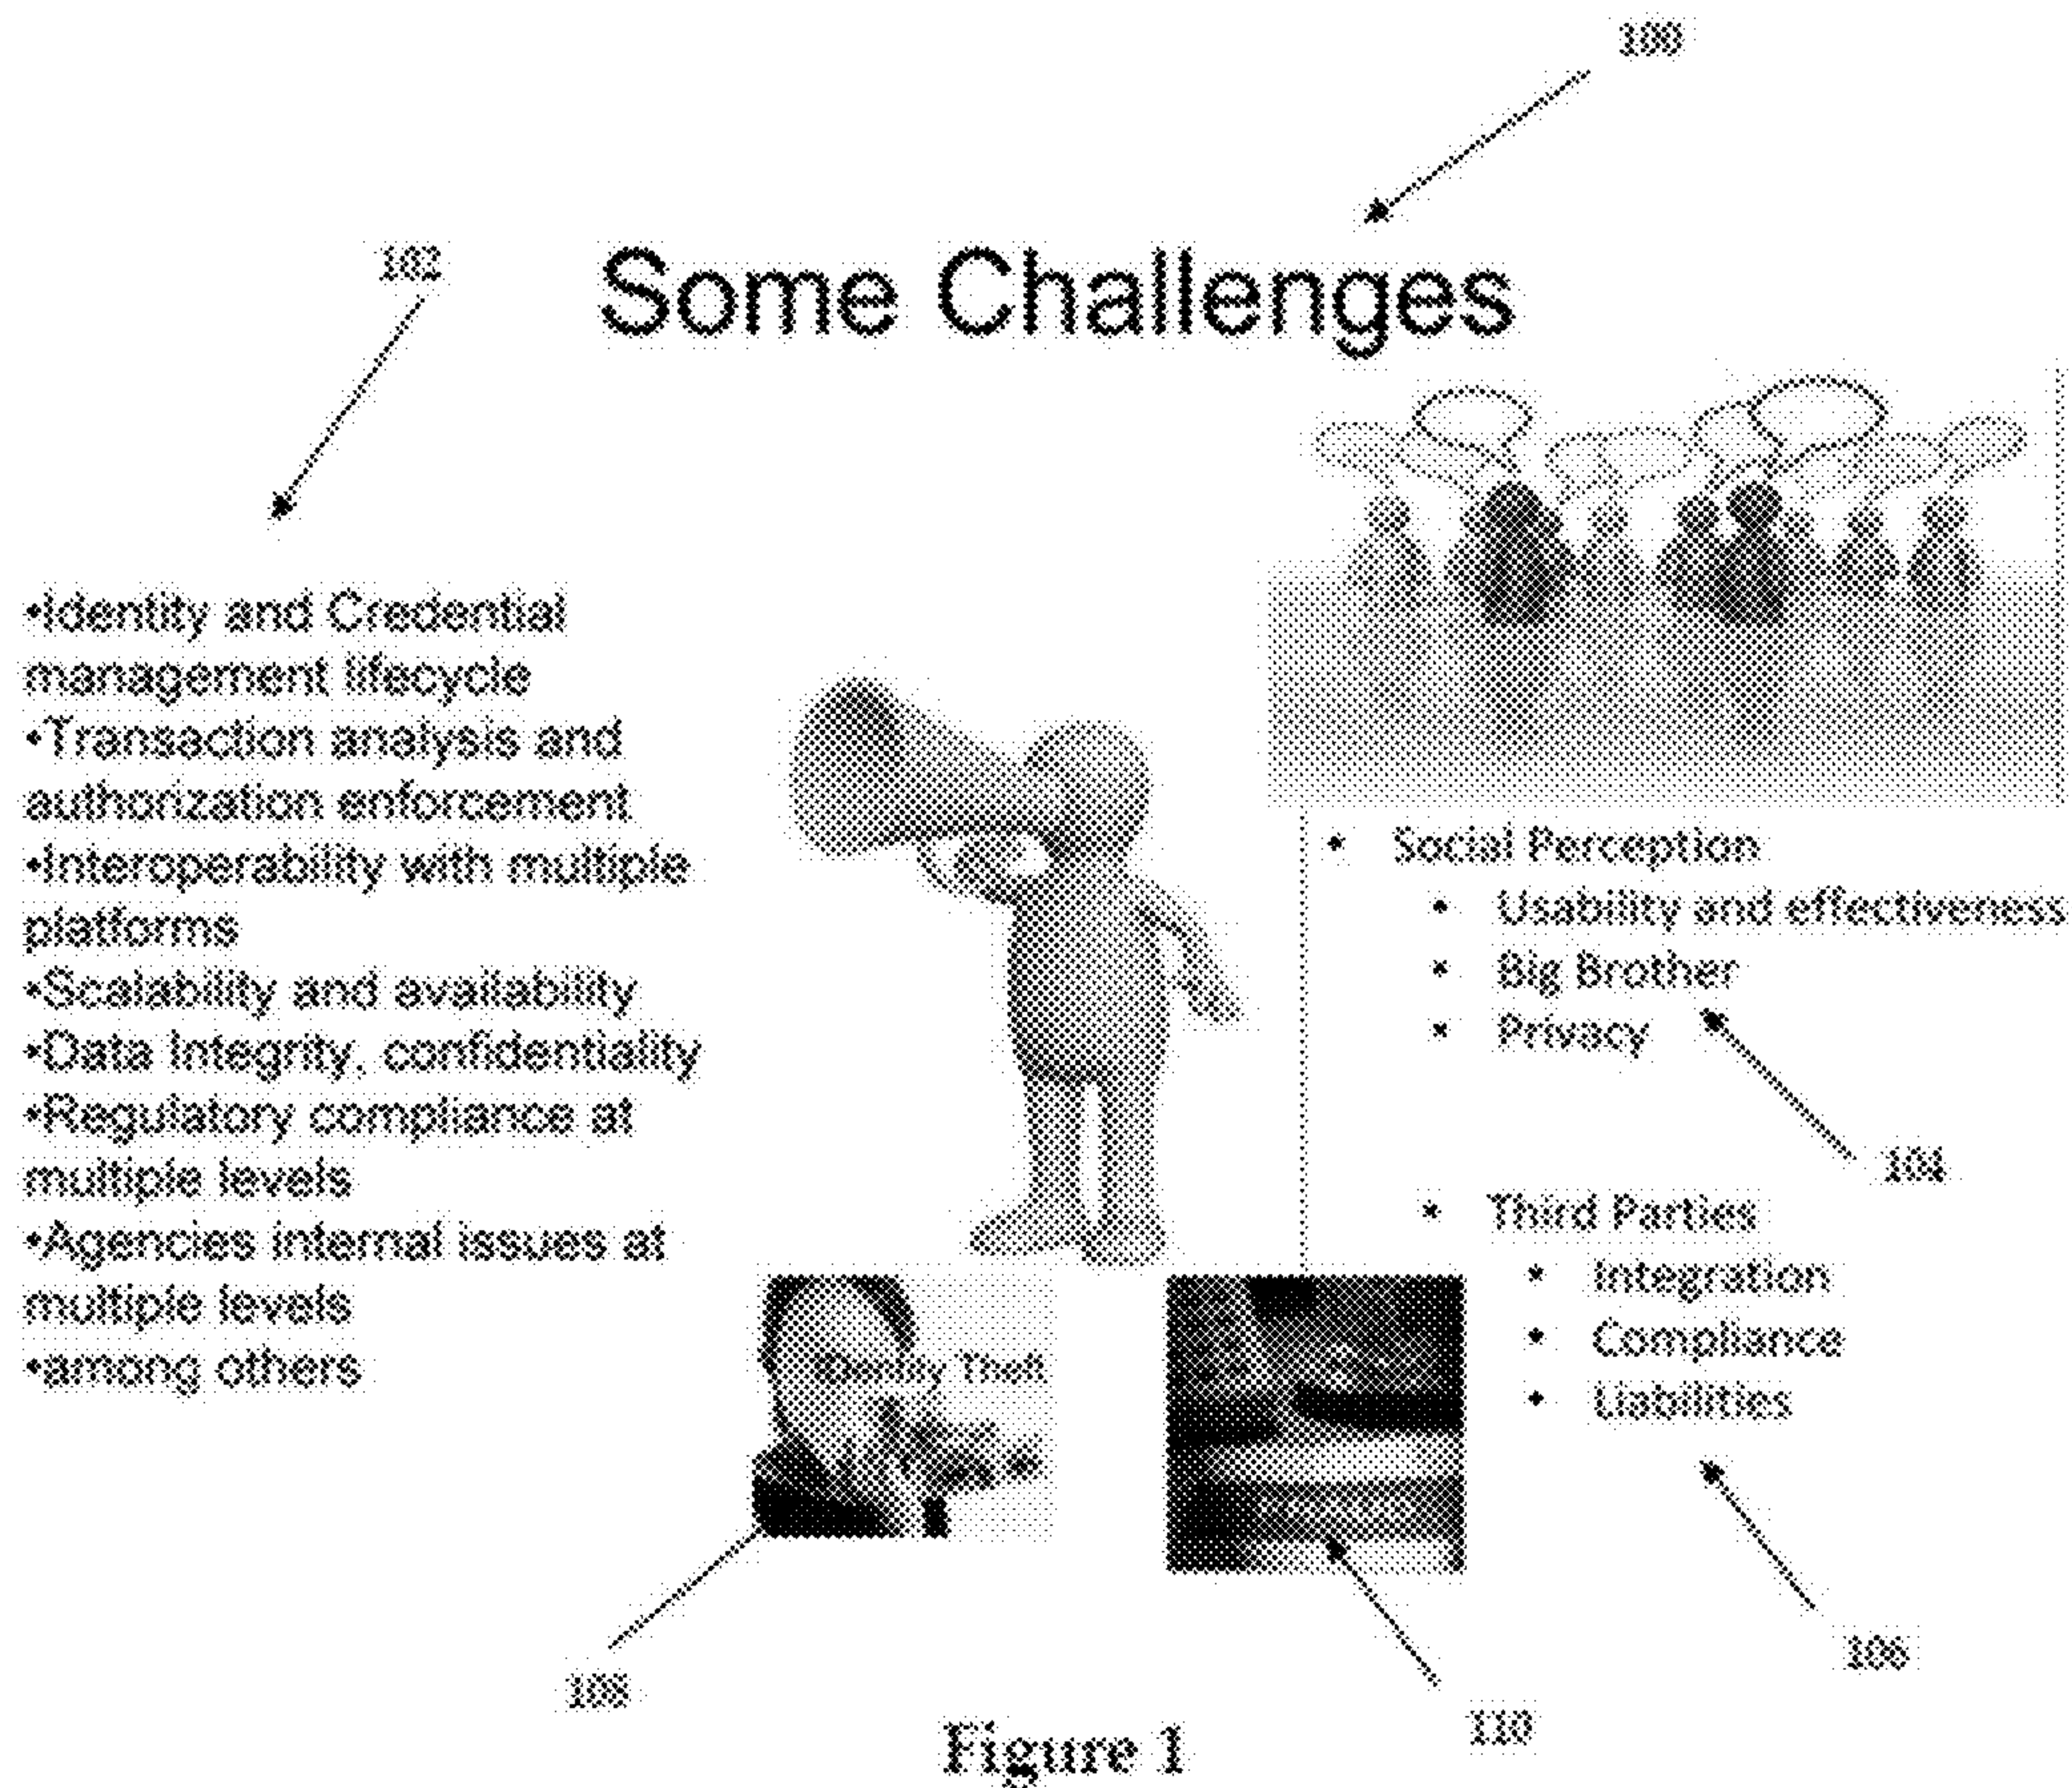 100
102
Some Challenges
•Identity and Credential
management lifecycle
•Transaction analysis and
authorization enforcement
•Interoperability with multiple
platforms
•Scalability and availability
•Data Integrity, confidentiality
•Regulatory compliance at
multiple levels
•Agencies internal issues at
multiple levels
•among others
• Social Perception
• Usability and effectiveness
• Big Brother
• Privacy
104
• Third Parties
• Integration
• Compliance
• Liabilities
Identity Theft
106
108
110
Figure 1